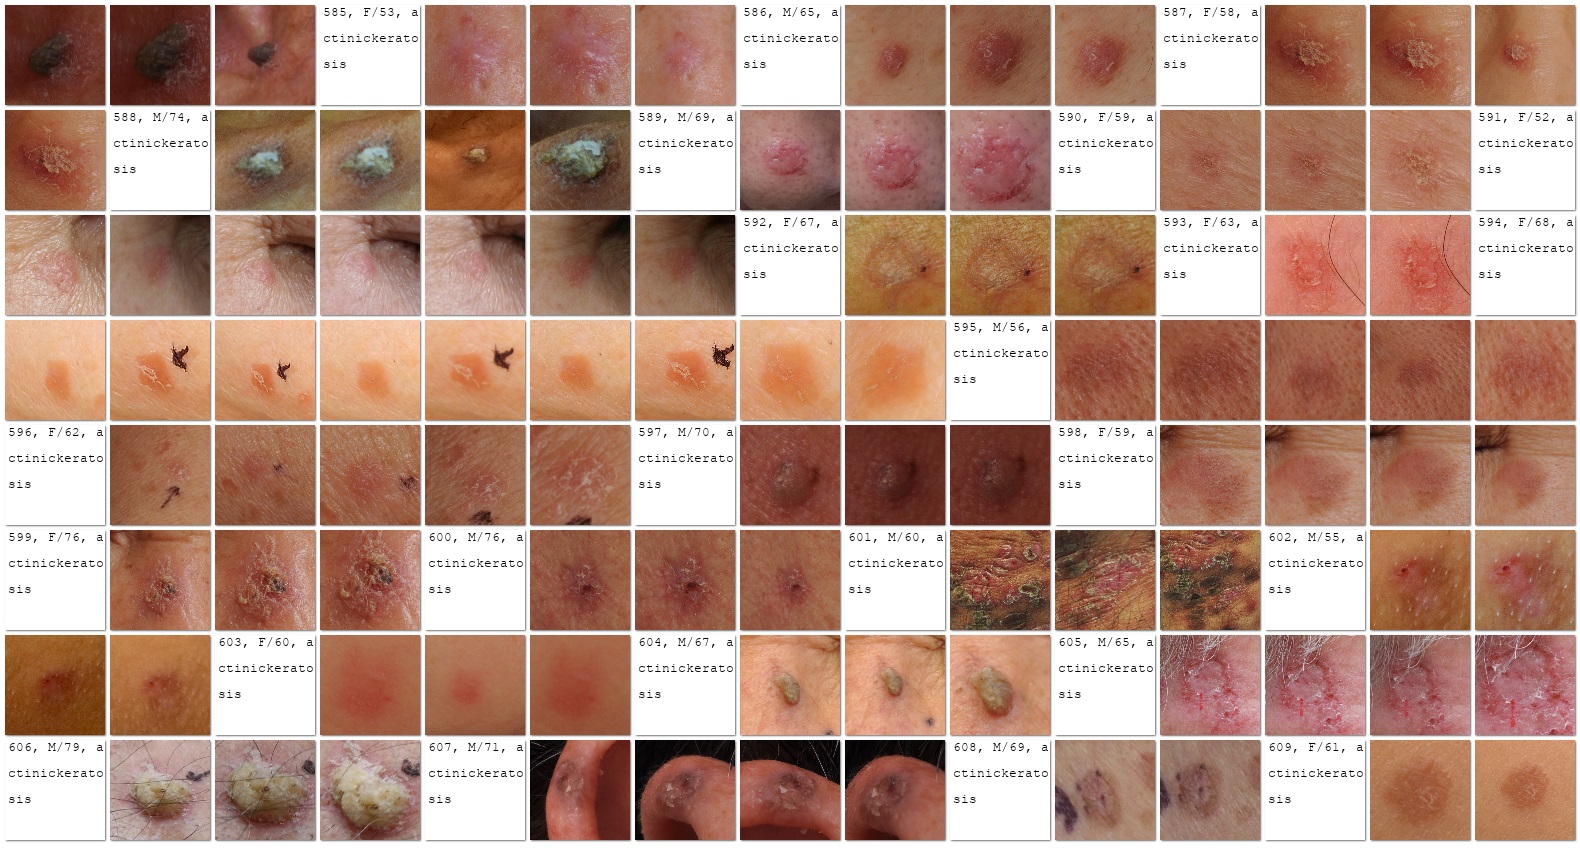 585, F/53, a
ctinickerato
sis
586, M/65, a
ctinickerato
sis
587, F/58, a
ctinickerato
sis
588, M/74, a
ctinickerato
sis
589, M/69, a
ctinickerato
sis
590, F/59, a
ctinickerato
sis
591, F/52, a
ctinickerato
sis
592, F/67, a
ctinickerato
sis
593, F/63, a
ctinickerato
sis
594, F/68, a
ctinickerato
sis
595, M/56, a
ctinickerato
sis
596, F/62, a
ctinickerato
sis
597, M/70, a
ctinickerato
sis
598, F/59, a
ctinickerato
sis
599, F/76, a
ctinickerato
sis
600, M/76, a
ctinickerato
sis
601, M/60, a
ctinickerato
sis
602, M/55, a
ctinickerato
sis
603, F/60, a
ctinickerato
sis
604, M/67, a
ctinickerato
sis
605, M/65, a
ctinickerato
sis
606, M/79, a
ctinickerato
sis
607, M/71, a
ctinickerato
sis
608, M/69, a
ctinickerato
sis
609, F/61, a
ctinickerato
sis